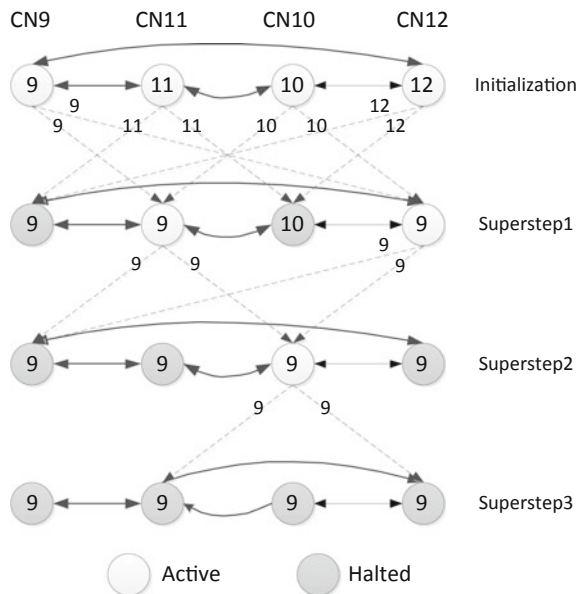 CN9 CN11 CN10 CN12
9 11 10 12 Initialization
9 12
9 11 11 10 10 12
9 9 10 9 Superstep1
9
9 9 9
9 9 9 9 Superstep2
9 9
9 9 9 9 Superstep3
Active Halted